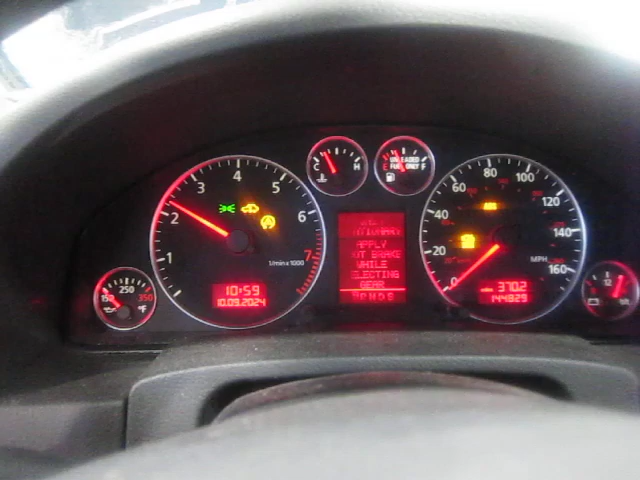 C H
UNLEADED
E FUEL ONLY F
1 2 3 4 5 6 7
1/min x 1000
10:59
10.09.2024
STATIONARY
APPLY
FOOT BRAKE
WHILE
SELECTING
GEAR
0 20 40 60 80 100 120 140 160
MPH
370.2
144829
150 250 350
°F
12